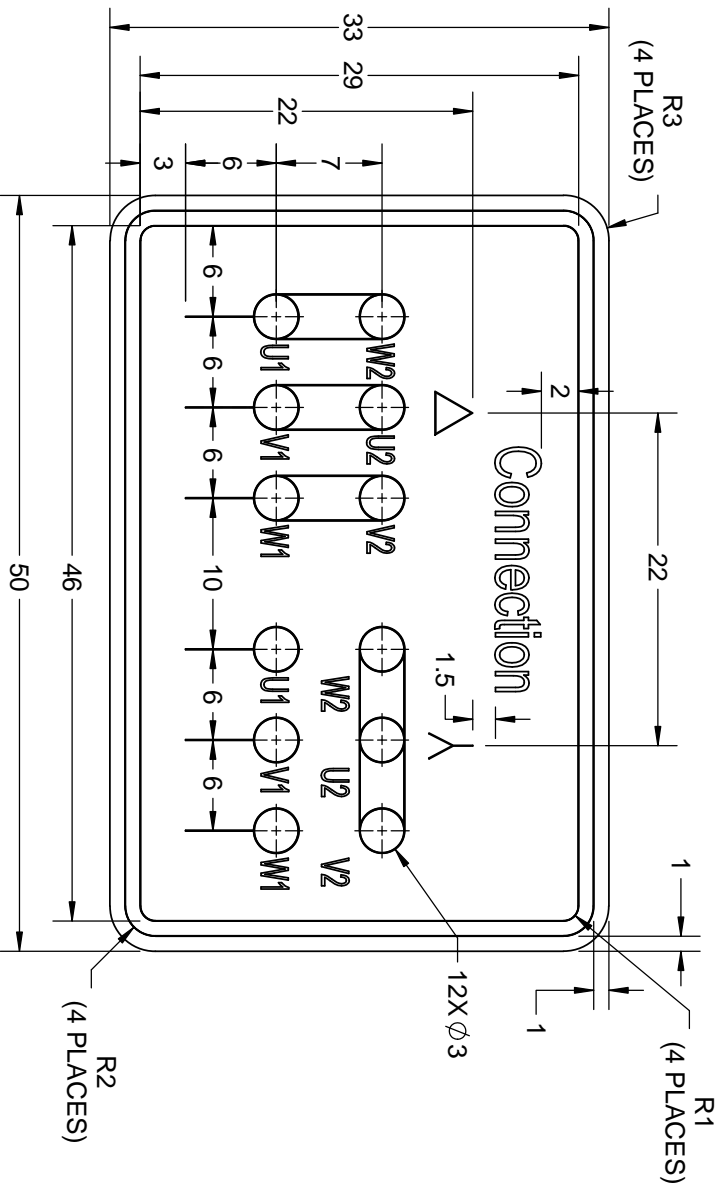 R1
(4 PLACES)
R3
(4 PLACES)
22
1
2
1
Connection
12X Ø3
1.5
W2 U2 V2
W2 U2 V2
U1 V1 W1 U1 V1 W1
33
29
22
7
6
3
6 6 6 10 6 6
R2
(4 PLACES)
46
50